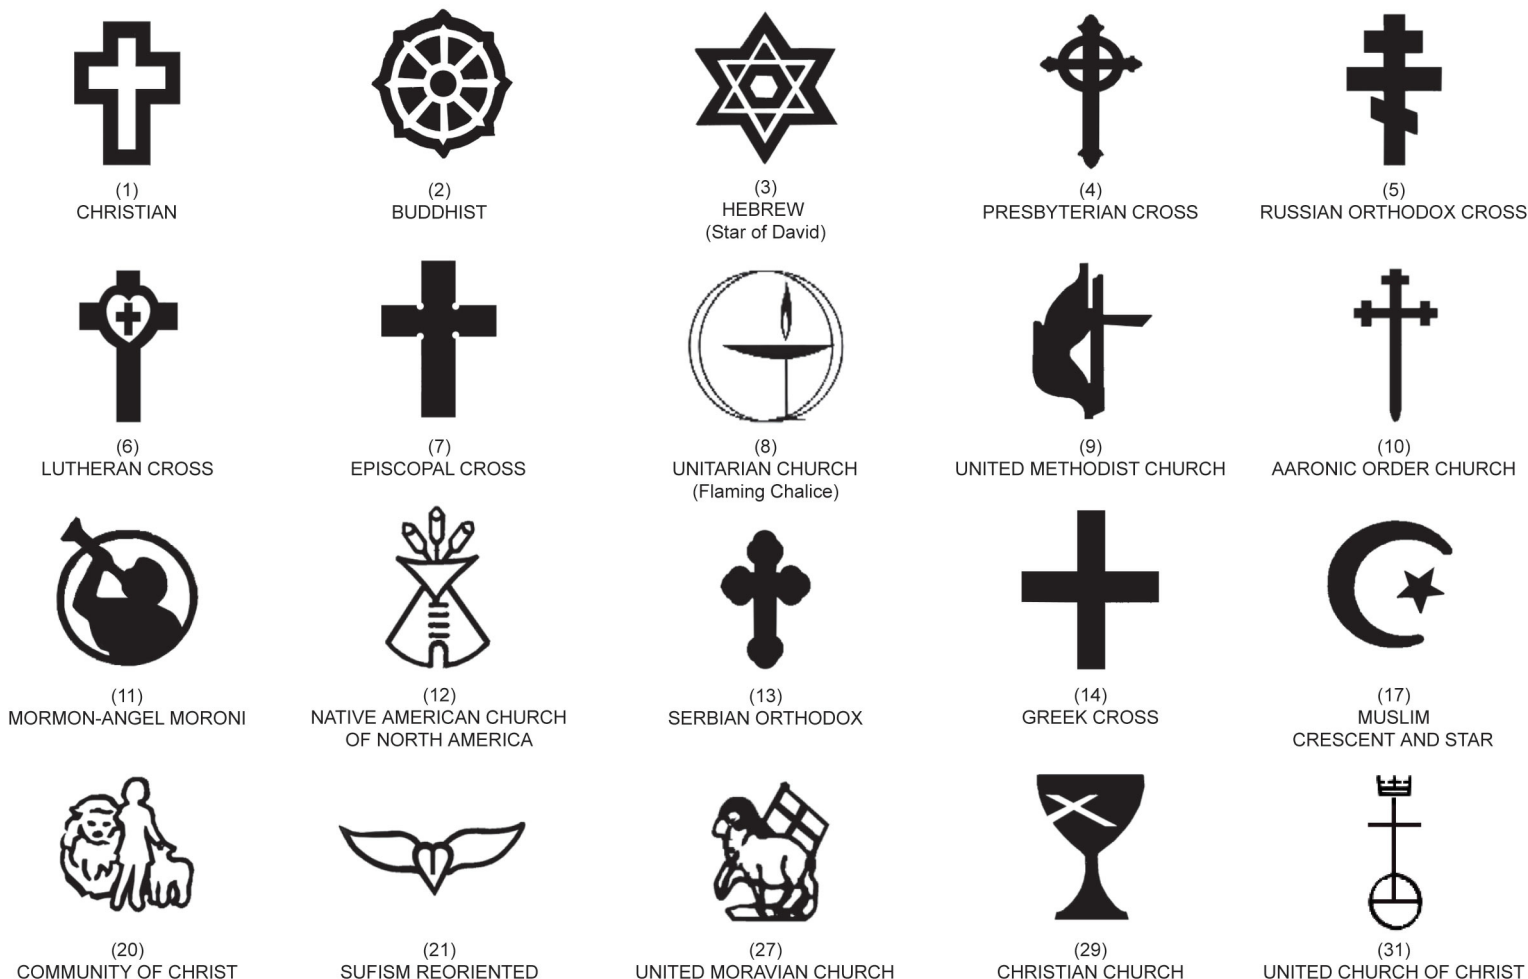 (1)
CHRISTIAN
(2)
BUDDHIST
(3)
HEBREW
(Star of David)
(4)
PRESBYTERIAN CROSS
(5)
RUSSIAN ORTHODOX CROSS
(6)
LUTHERAN CROSS
(7)
EPISCOPAL CROSS
(8)
UNITARIAN CHURCH
(Flaming Chalice)
(9)
UNITED METHODIST CHURCH
(10)
AARONIC ORDER CHURCH
(11)
MORMON-ANGEL MORONI
(12)
NATIVE AMERICAN CHURCH
OF NORTH AMERICA
(13)
SERBIAN ORTHODOX
(14)
GREEK CROSS
(17)
MUSLIM
CRESCENT AND STAR
(20)
COMMUNITY OF CHRIST
(21)
SUFISM REORIENTED
(27)
UNITED MORAVIAN CHURCH
(29)
CHRISTIAN CHURCH
(31)
UNITED CHURCH OF CHRIST